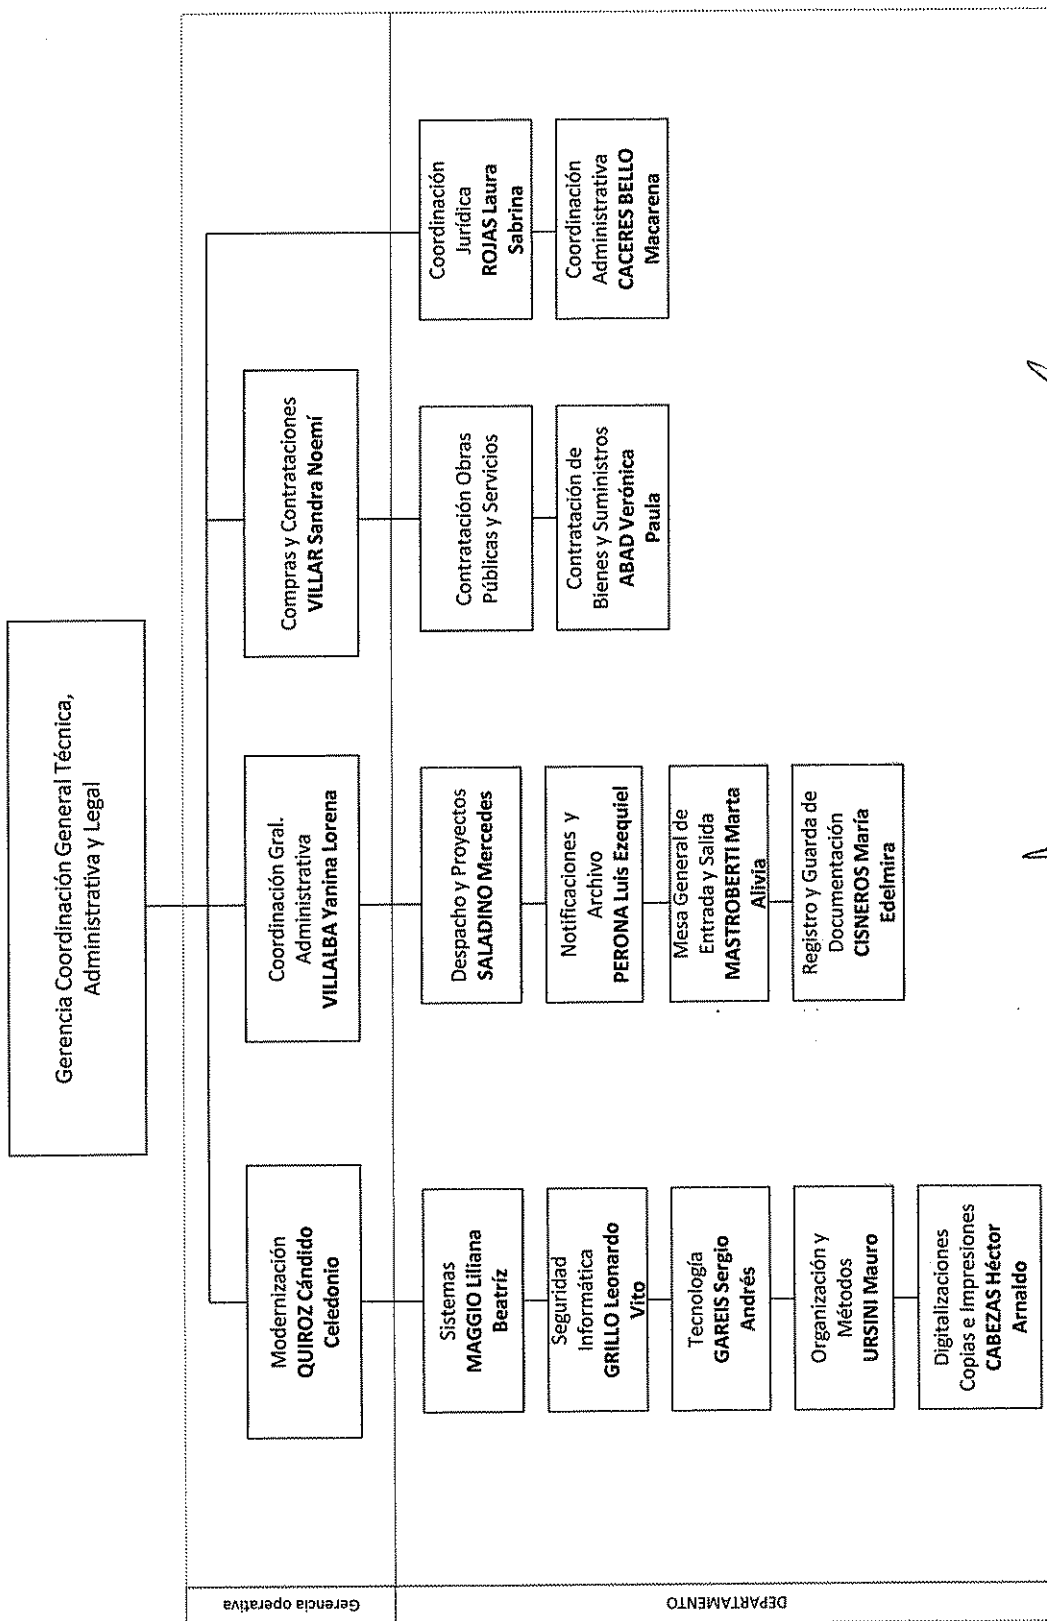 Gerencia Coordinación General Técnica,
Administrativa y Legal
Gerencia operativa
Modernización
QUIROZ Cándido
Celedonio
Coordinación Gral.
Administrativa
VILLALBA Yanina Lorena
Compras y Contrataciones
VILLAR Sandra Noemí
DEPARTAMENTO
Sistemas
MAGGIO Liliana
Beatríz
Seguridad
Informática
GRILLO Leonardo
Vito
Tecnología
GAREIS Sergio
Andrés
Organización y
Métodos
URSINI Mauro
Digitalizaciones
Copias e Impresiones
CABEZAS Héctor
Arnaldo
Despacho y Proyectos
SALADINO Mercedes
Notificaciones y
Archivo
PERONA Luis Ezequiel
Mesa General de
Entrada y Salida
MASTROBERTI Marta
Alivia
Registro y Guarda de
Documentación
CISNEROS María
Edelmira
Contratación Obras
Públicas y Servicios
Contratación de
Bienes y Suministros
ABAD Verónica
Paula
Coordinación
Jurídica
ROJAS Laura
Sabrina
Coordinación
Administrativa
CACERES BELLO
Macarena